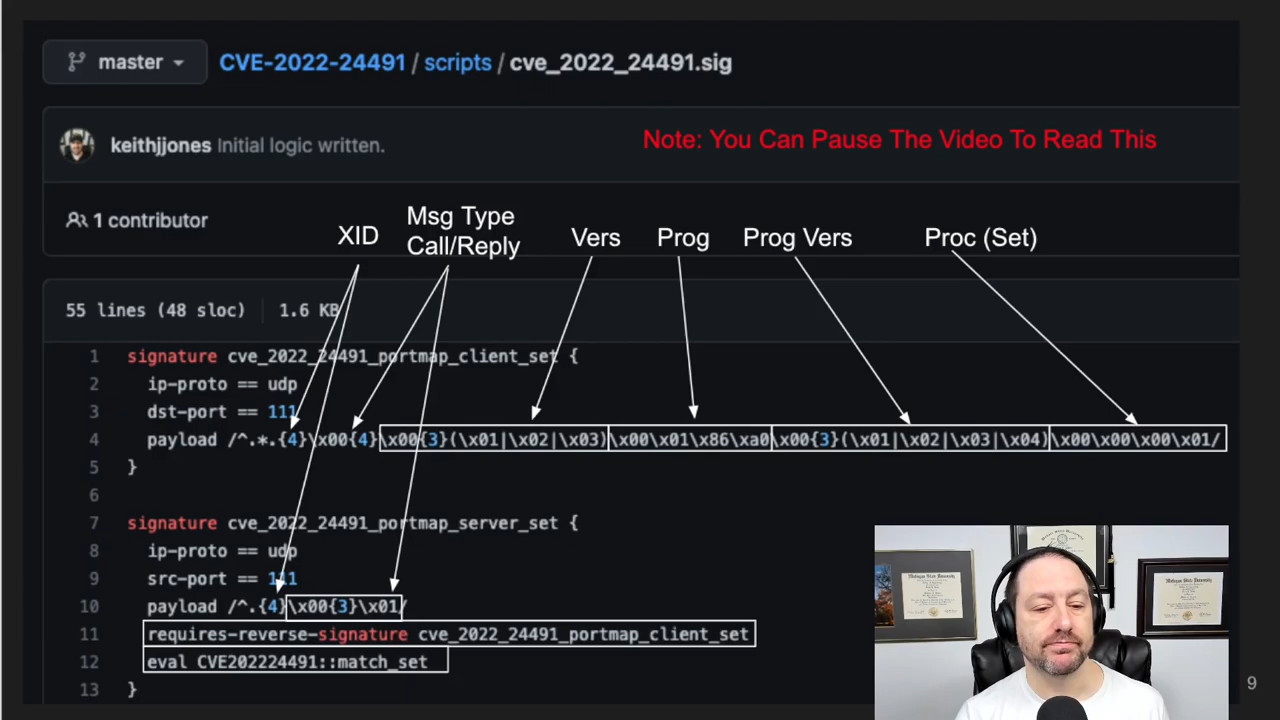 master
CVE-2022-24491 / scripts / cve_2022_24491.sig
keithjjones Initial logic written.
Note: You Can Pause The Video To Read This
1 contributor
XID
Msg Type
Call/Reply
Vers
Prog
Prog Vers
Proc (Set)
55 lines (48 sloc) 1.6 KB
1 signature cve_2022_24491_portmap_client_set {
2 ip-proto == udp
3 dst-port == 111
4 payload /^.*.{4}\x00{4}\x00{3}(\x01|\x02|\x03)\x00\x01\x86\xa0\x00{3}(\x01|\x02|\x03|\x04)\x00\x00\x00\x01/
5 }
6
7 signature cve_2022_24491_portmap_server_set {
8 ip-proto == udp
9 src-port == 111
10 payload /^.{4}\x00{3}\x01/
11 requires-reverse-signature cve_2022_24491_portmap_client_set
12 eval CVE202224491::match_set
13 }
9